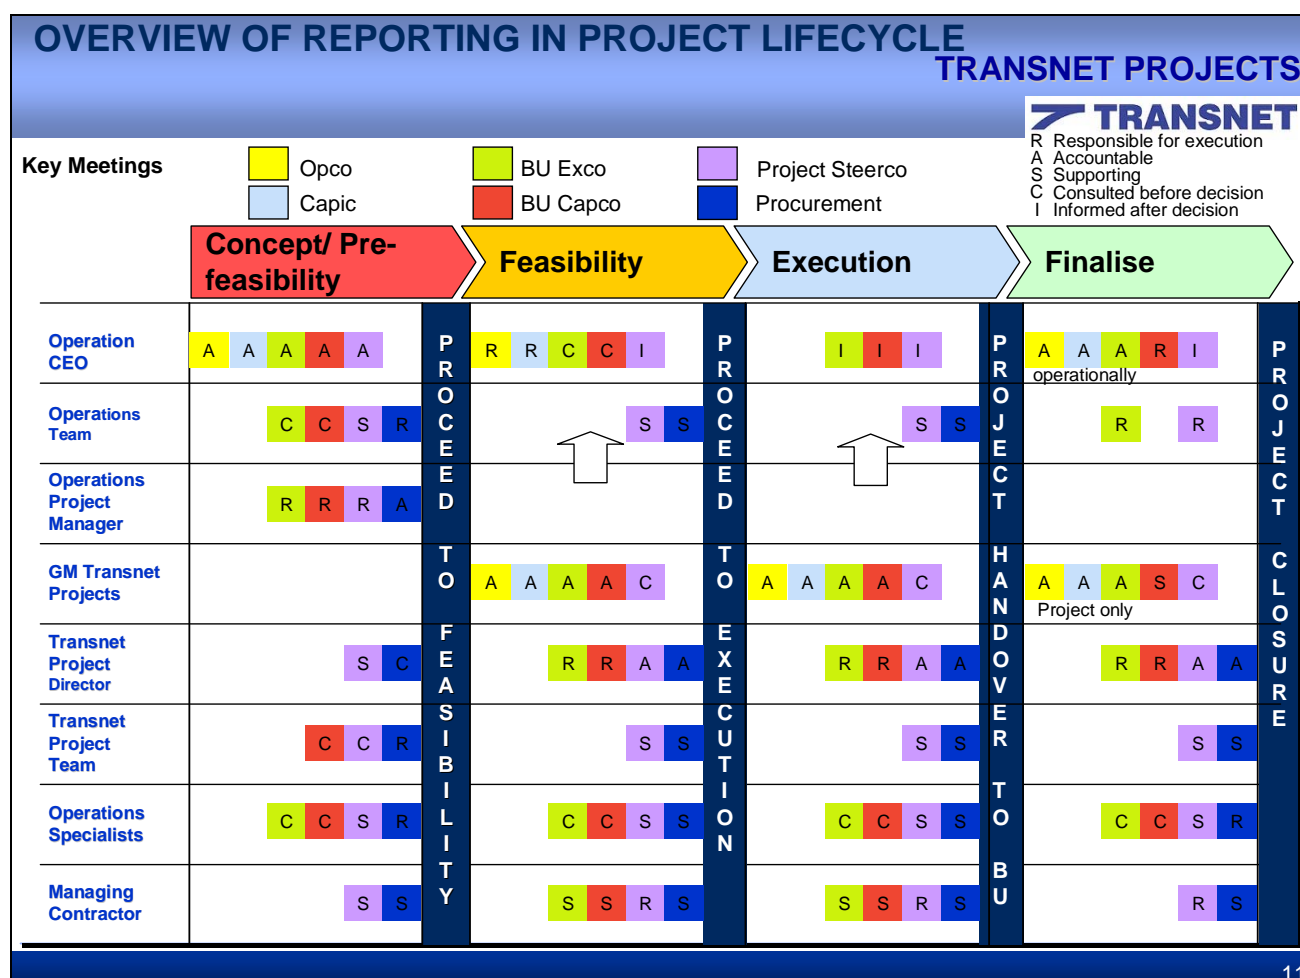 OVERVIEW OF REPORTING IN PROJECT LIFECYCLE
TRANSNET PROJECTS
TRANSNET
R Responsible for execution
A Accountable
S Supporting
C Consulted before decision
I Informed after decision
Key Meetings
Opco
BU Exco
Project Steerco
Capic
BU Capco
Procurement
Concept/ Pre-
feasibility
Feasibility
Execution
Finalise
Operation
CEO
A A A A A
R R C C I
I I I
A A A R I
operationally
Operations
Team
C C S R
S S
S S
R R
Operations
Project
Manager
R R R A
GM Transnet
Projects
A A A A C
A A A A C
A A A S C
Project only
Transnet
Project
Director
S C
R R A A
R R A A
R R A A
Transnet
Project
Team
C C R
S S
S S
S S
Operations
Specialists
C C S R
C C S S
C C S S
C C S R
Managing
Contractor
S S
S S R S
S S R S
R S
PROCEED TO FEASIBILITY
PROCEED TO EXECUTION
PROJECT HANDOVER TO BU
PROJECT CLOSURE